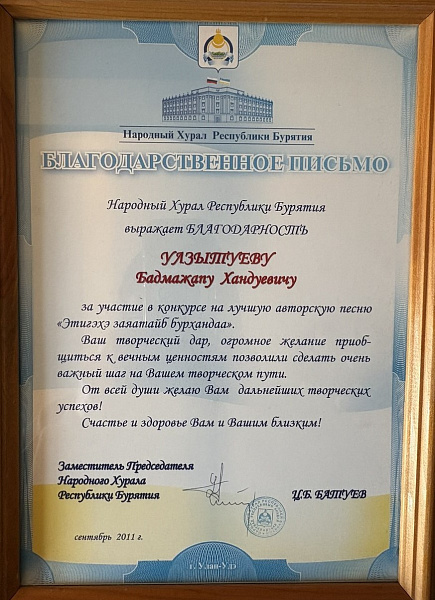 Народный Хурал Республики Бурятия
БЛАГОДАРСТВЕННОЕ ПИСЬМО
Народный Хурал Республики Бурятия
выражает БЛАГОДАРНОСТЬ
УЛЗЫТУЕВУ
Бадмажапу Хандуевичу
за участие в конкурсе на лучшую авторскую песню
«Этигэхэ заяатайб бурхандаа».
Ваш творческий дар, огромное желание приоб-
щиться к вечным ценностям позволили сделать очень
важный шаг на Вашем творческом пути.
От всей души желаю Вам дальнейших творческих
успехов!
Счастье и здоровье Вам и Вашим близким!
Заместитель Председателя
Народного Хурала
Республики Бурятия
Ц.Б. БАТУЕВ
сентябрь 2011 г.
г. Улан-Удэ